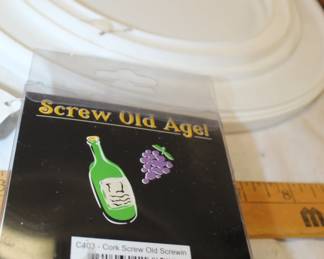 Screw Old Age!
C403 - Cork Screw Old Screwin